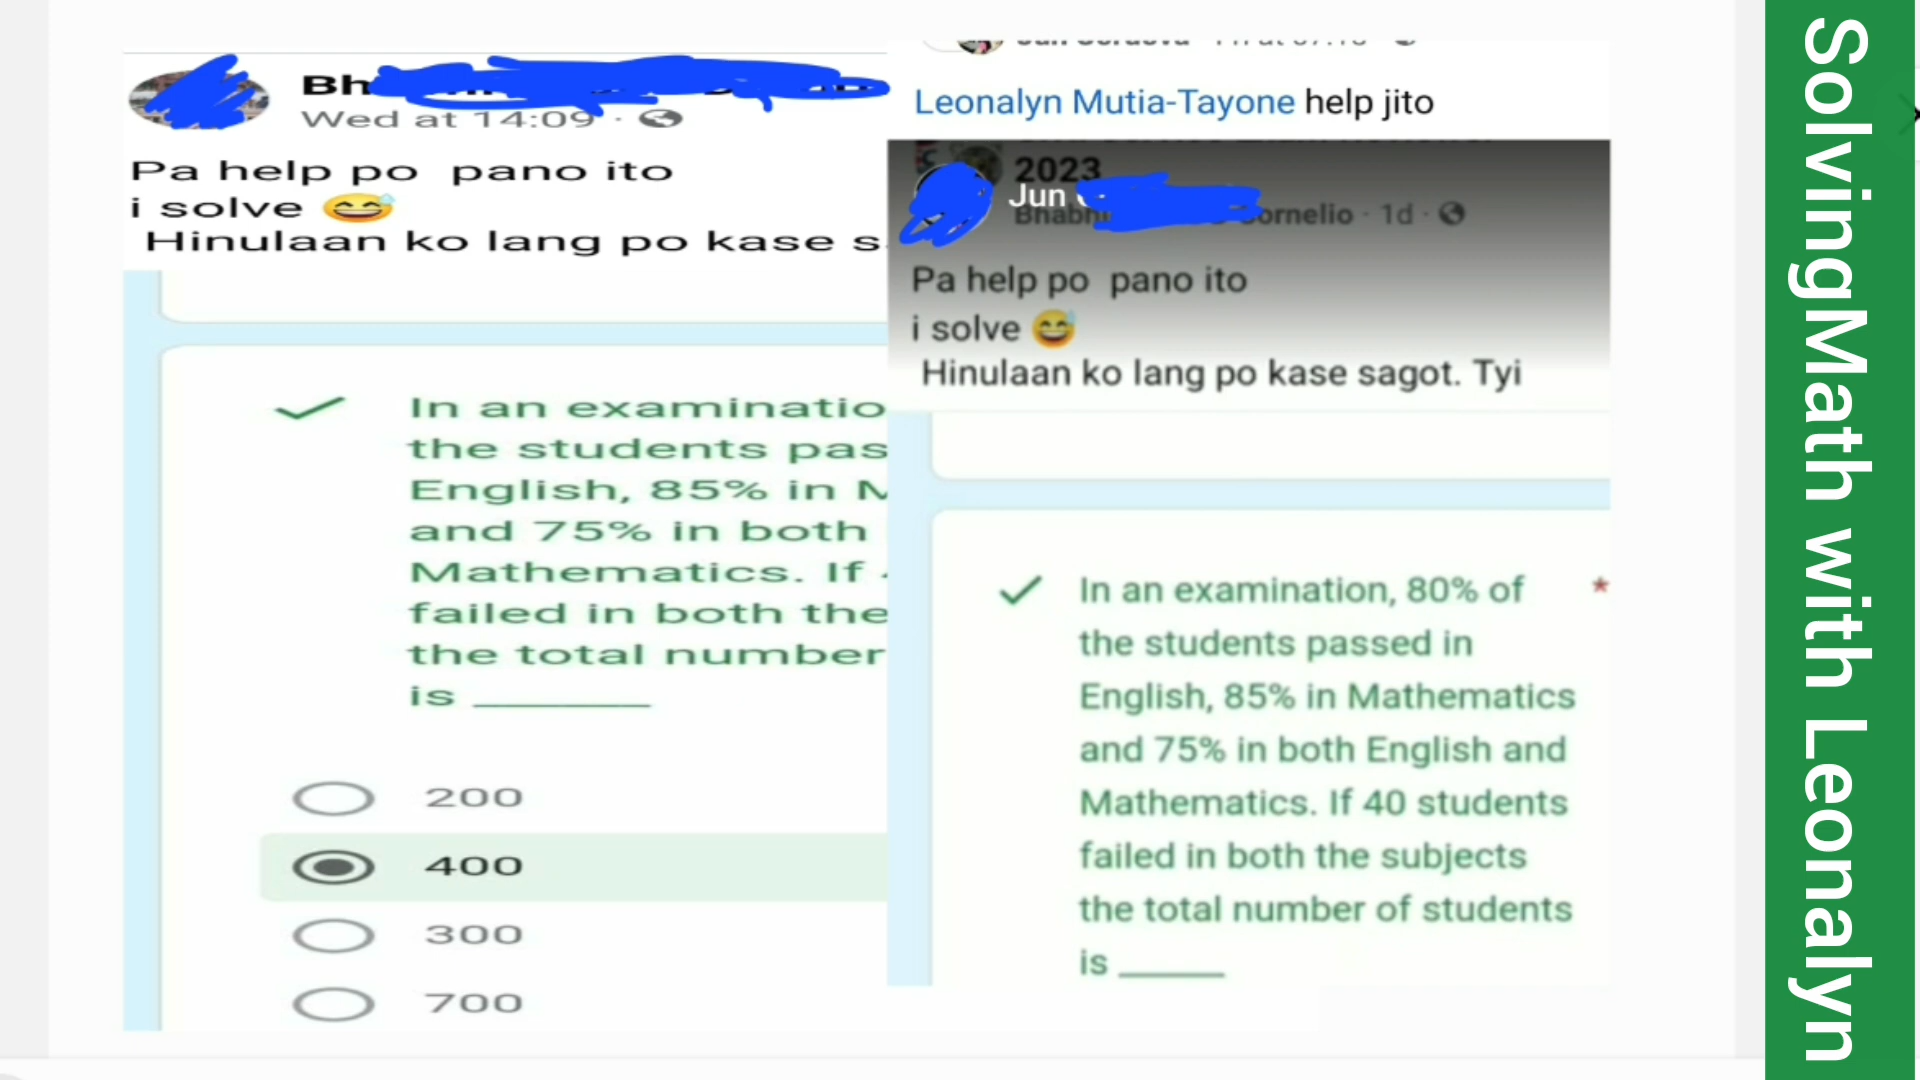 Bh
Wed at 14:09 ·
Pa help po pano ito
i solve 😅
Hinulaan ko lang po kase s
In an examinatio
the students pas
English, 85% in M
and 75% in both
Mathematics. If
failed in both the
the total number
is ______
200
400
300
700
Leonalyn Mutia-Tayone help jito
2023
Jun
ornelio · 1d ·
Pa help po pano ito
i solve 😅
Hinulaan ko lang po kase sagot. Tyi
In an examination, 80% of *
the students passed in
English, 85% in Mathematics
and 75% in both English and
Mathematics. If 40 students
failed in both the subjects
the total number of students
is ______
SolvingMath with Leonalyn